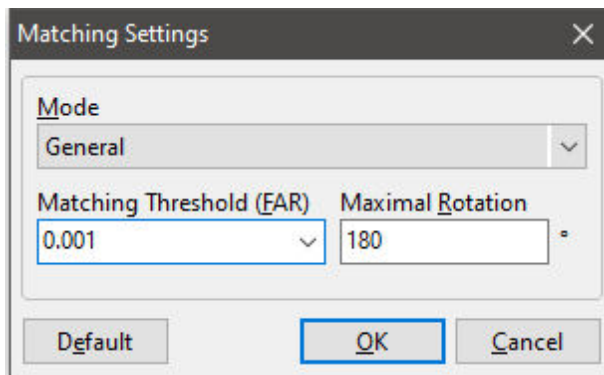 Matching Settings
Mode
General
Matching Threshold (FAR) Maximal Rotation
0.001 180 °
Default OK Cancel